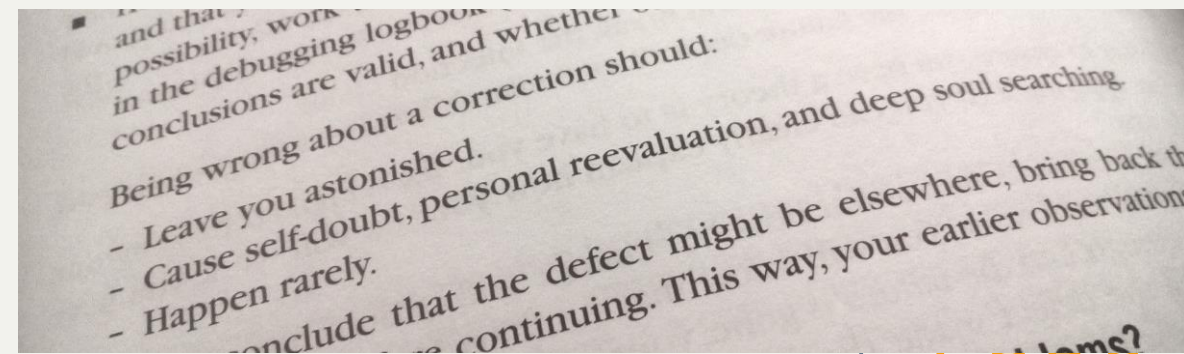 and that
possibility, work
in the debugging logbook
conclusions are valid, and whether
Being wrong about a correction should:
– Leave you astonished.
– Cause self-doubt, personal reevaluation, and deep soul searching.
– Happen rarely.
conclude that the defect might be elsewhere, bring back
continuing. This way, your earlier observations